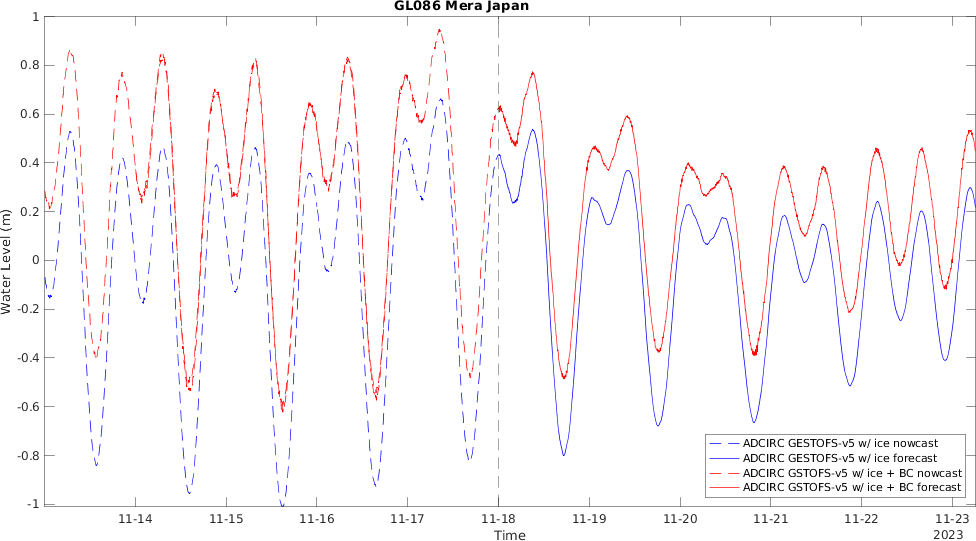 GL086 Mera Japan
1
0.8
0.6
0.4
0.2
0
-0.2
-0.4
-0.6
-0.8
-1
Water Level (m)
11-14 11-15 11-16 11-17 11-18 11-19 11-20 11-21 11-22 11-23
Time
2023
ADCIRC GESTOFS-v5 w/ ice nowcast
ADCIRC GESTOFS-v5 w/ ice forecast
ADCIRC GSTOFS-v5 w/ ice + BC nowcast
ADCIRC GSTOFS-v5 w/ ice + BC forecast